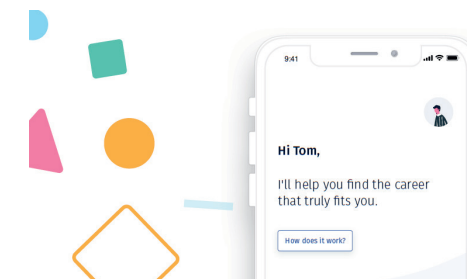 9:41
Hi Tom,
I'll help you find the career
that truly fits you.
How does it work?